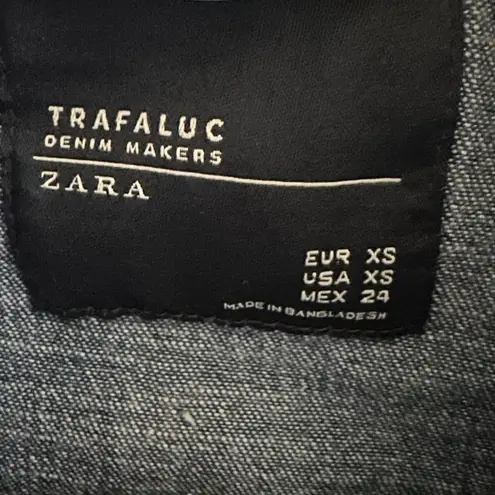 TRAFALUC
DENIM MAKERS
ZARA
EUR XS
USA XS
MEX 24
MADE IN BANGLADESH